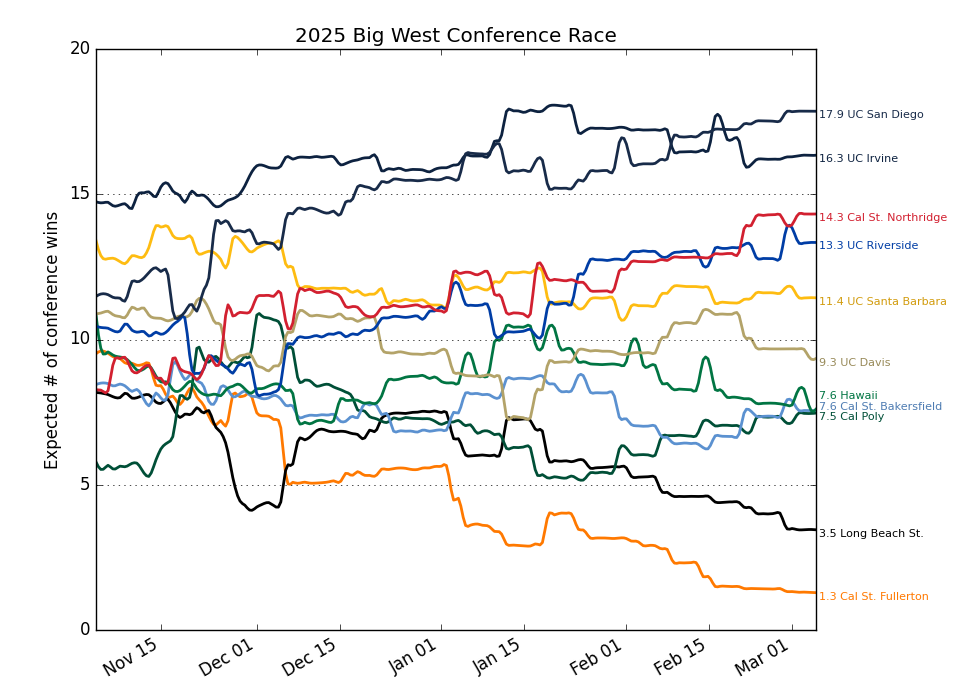 2025 Big West Conference Race
Expected # of conference wins
20
15
10
5
0
17.9 UC San Diego
16.3 UC Irvine
14.3 Cal St. Northridge
13.3 UC Riverside
11.4 UC Santa Barbara
9.3 UC Davis
7.6 Hawaii
7.6 Cal St. Bakersfield
7.5 Cal Poly
3.5 Long Beach St.
1.3 Cal St. Fullerton
Nov 15
Dec 01
Dec 15
Jan 01
Jan 15
Feb 01
Feb 15
Mar 01